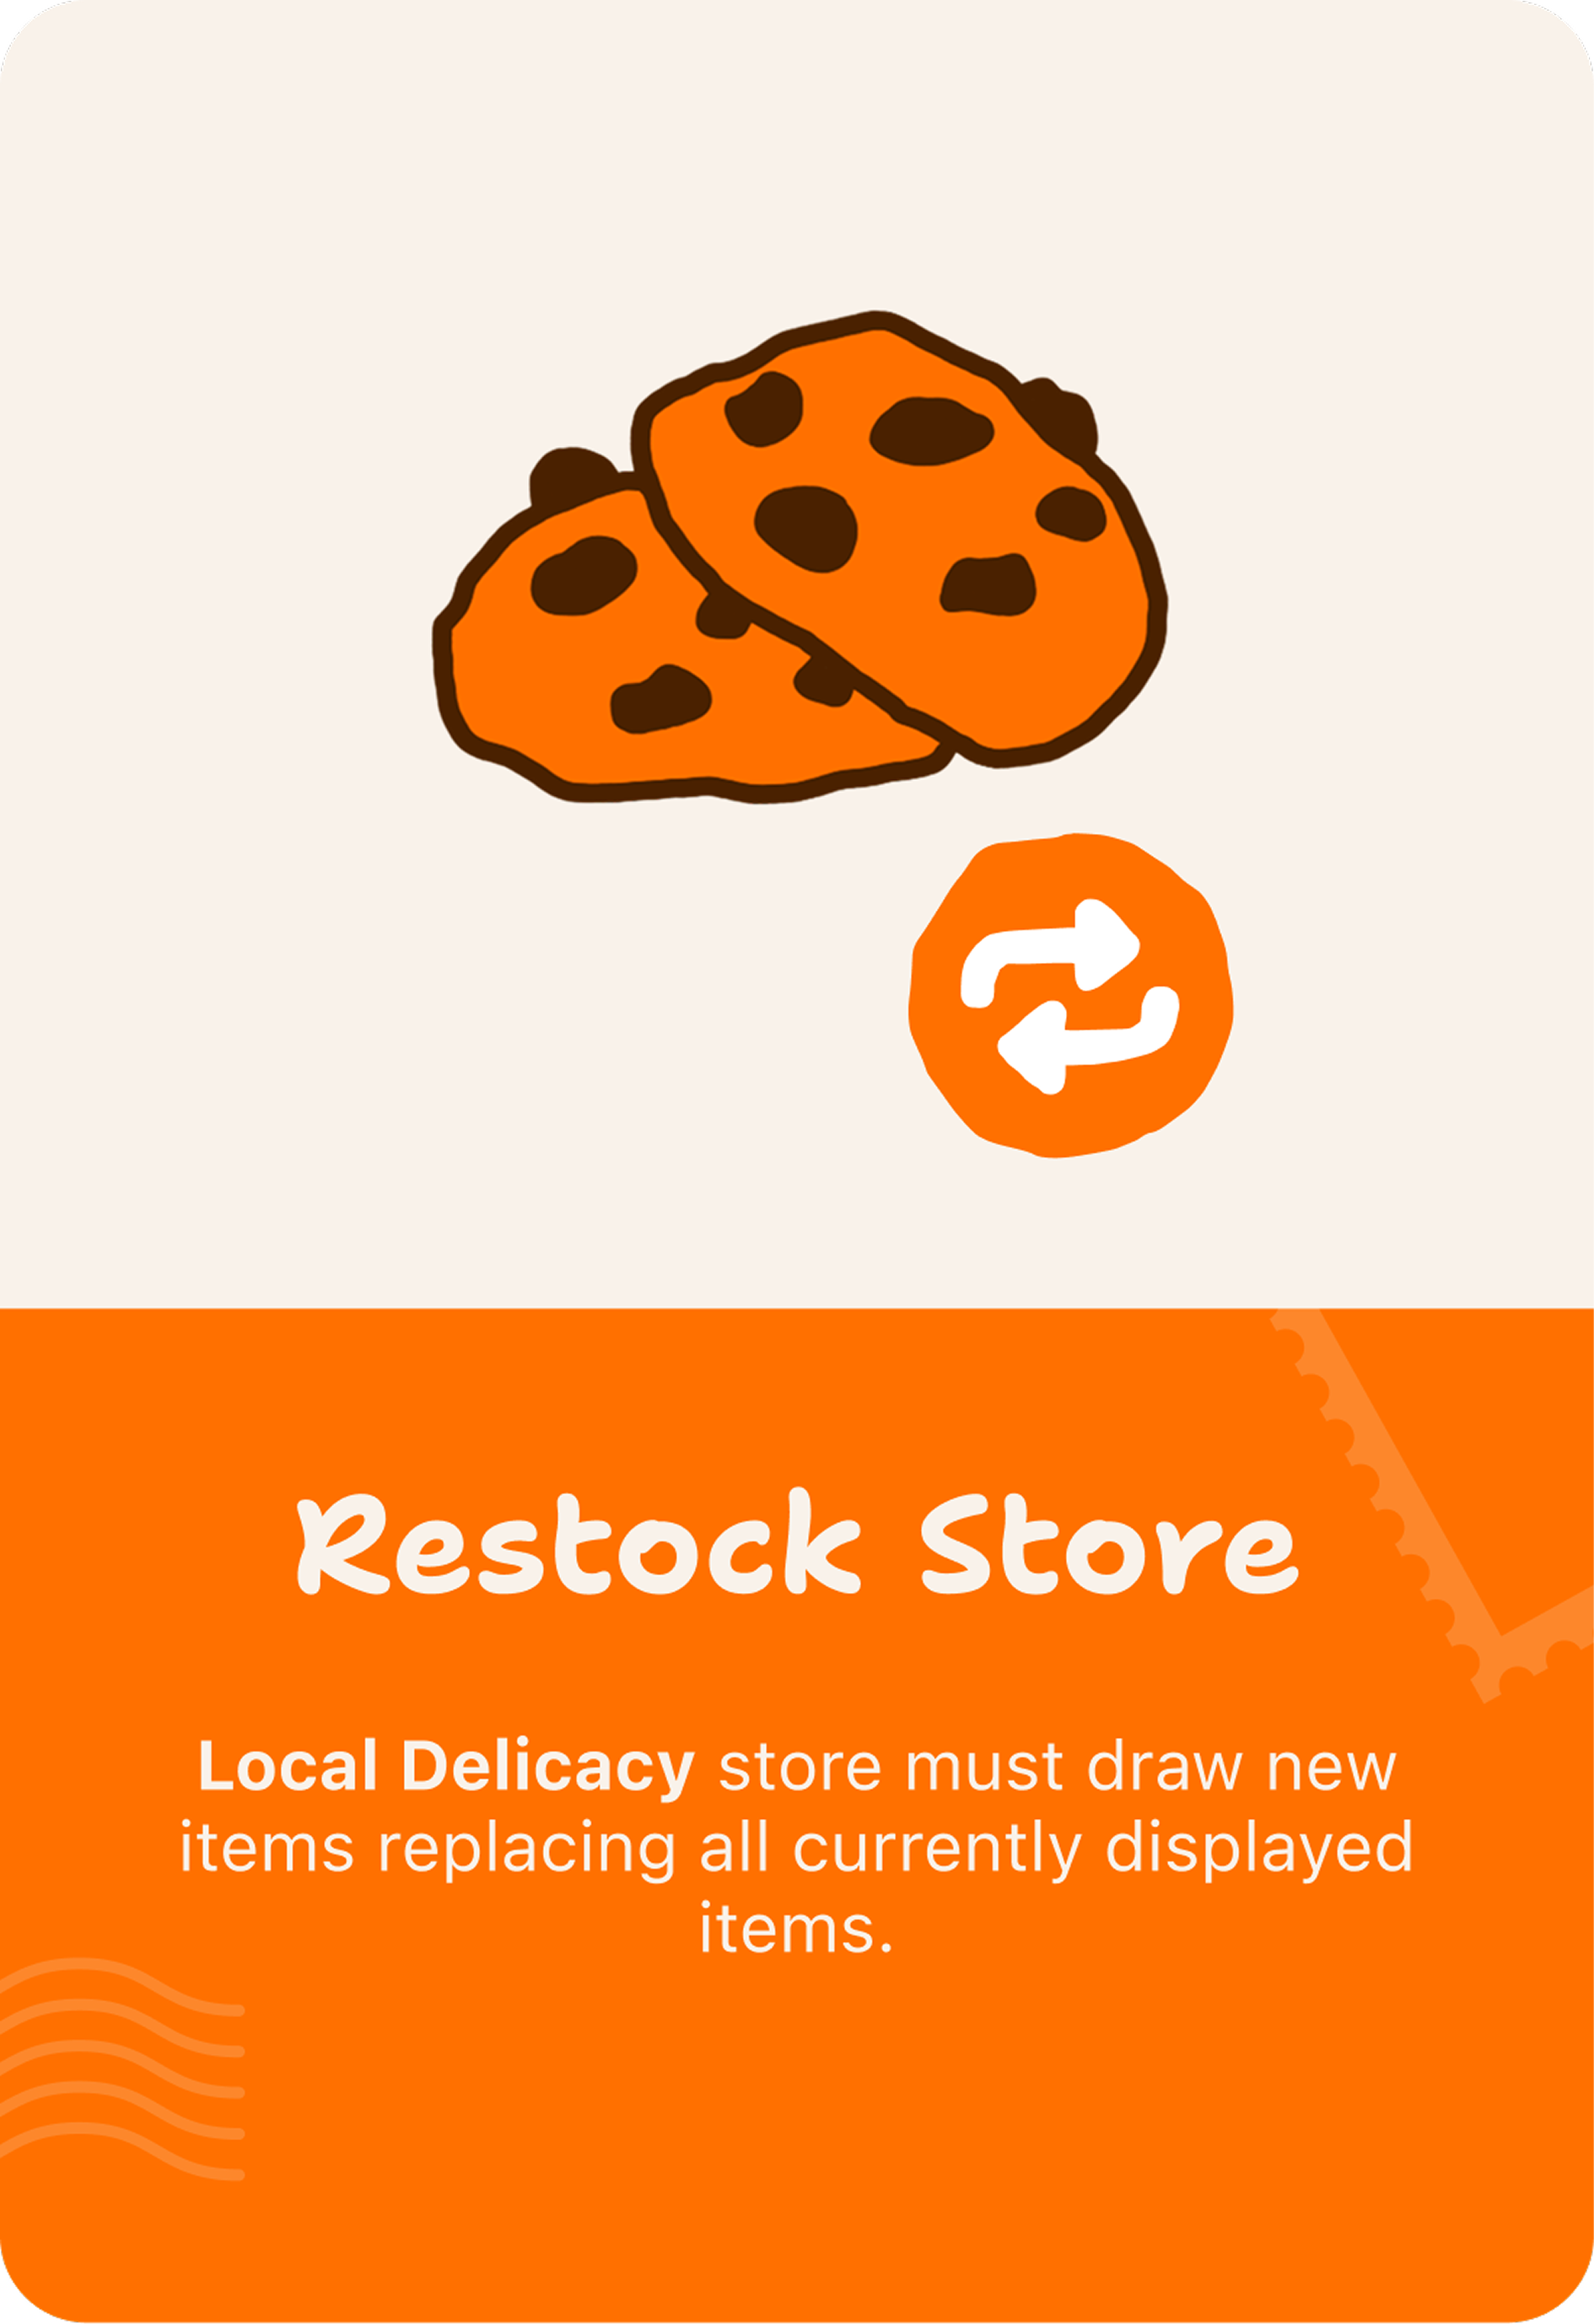 Restock Store
Local Delicacy store must draw new
items replacing all currently displayed
items.